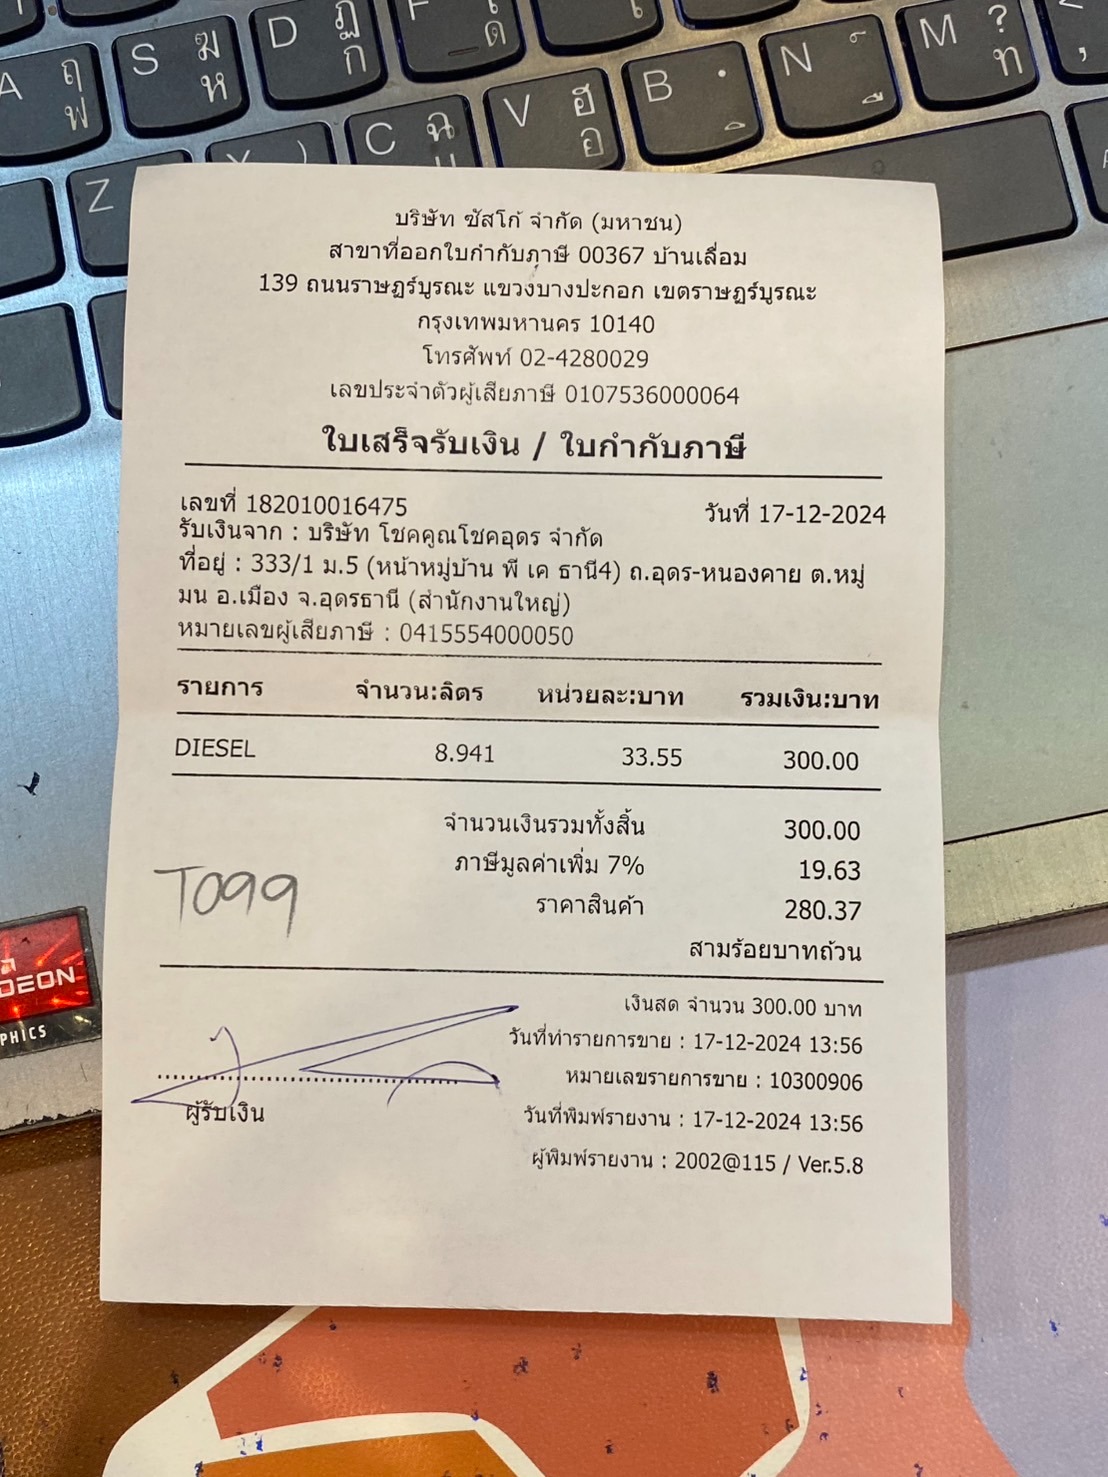 S ฆ ห
D ฏ ก
F โ ด
A ฤ ฟ
Z
C ฉ แ
V ฮ อ
B ฺ ิ
N ์ ื
M ? ท
บริษัท ซัสโก้ จำกัด (มหาชน)
สาขาที่ออกใบกำกับภาษี 00367 บ้านเลื่อม
139 ถนนราษฎร์บูรณะ แขวงบางปะกอก เขตราษฎร์บูรณะ
กรุงเทพมหานคร 10140
โทรศัพท์ 02-4280029
เลขประจำตัวผู้เสียภาษี 0107536000064
ใบเสร็จรับเงิน / ใบกำกับภาษี
เลขที่ 182010016475 วันที่ 17-12-2024
รับเงินจาก : บริษัท โชคคูณโชคอุดร จำกัด
ที่อยู่ : 333/1 ม.5 (หน้าหมู่บ้าน พี เค ธานี4) ถ.อุดร-หนองคาย ต.หมู่
มน อ.เมือง จ.อุดรธานี (สำนักงานใหญ่)
หมายเลขผู้เสียภาษี : 0415554000050
รายการ จำนวน:ลิตร หน่วยละ:บาท รวมเงิน:บาท
DIESEL 8.941 33.55 300.00
จำนวนเงินรวมทั้งสิ้น 300.00
ภาษีมูลค่าเพิ่ม 7% 19.63
T099
ราคาสินค้า 280.37
สามร้อยบาทถ้วน
เงินสด จำนวน 300.00 บาท
วันที่ทำรายการขาย : 17-12-2024 13:56
หมายเลขรายการขาย : 10300906
ผู้รับเงิน
วันที่พิมพ์รายงาน : 17-12-2024 13:56
ผู้พิมพ์รายงาน : 2002@115 / Ver.5.8